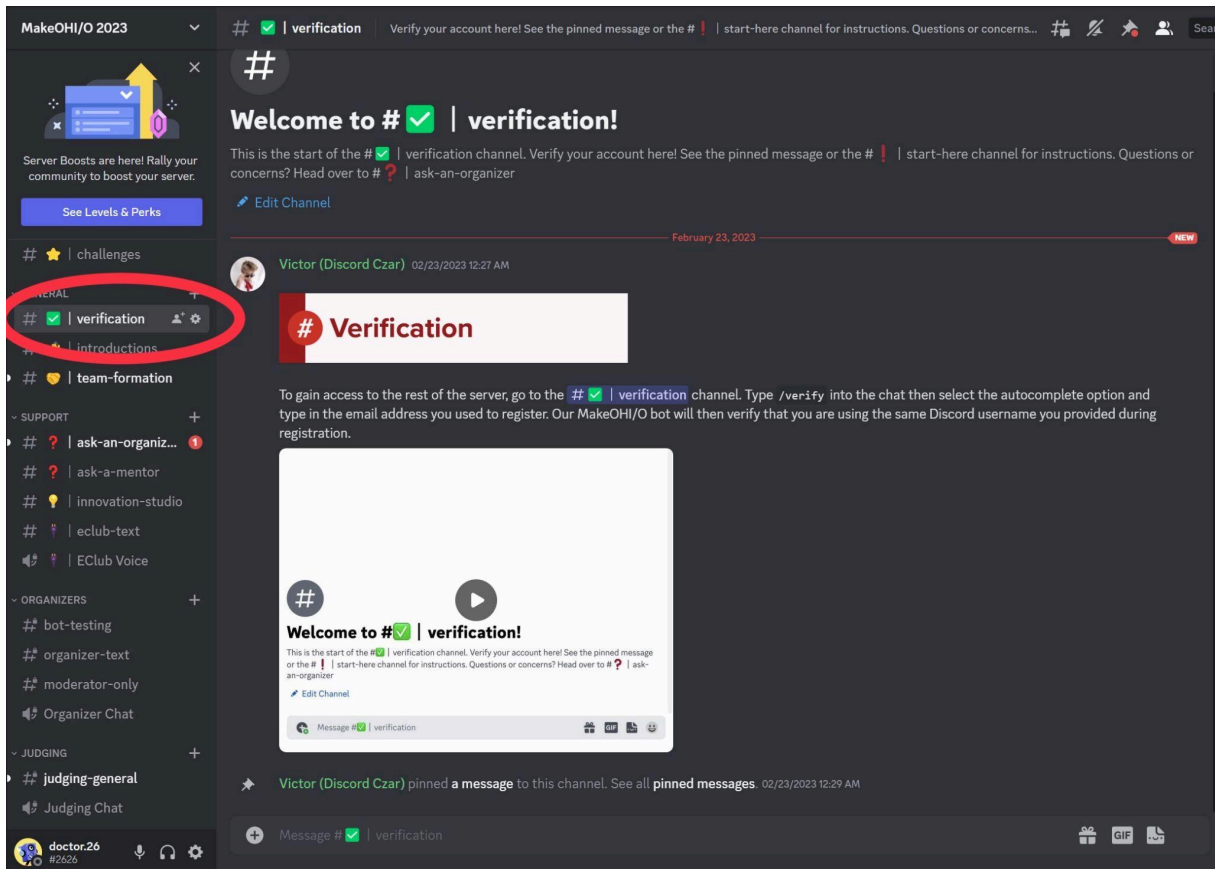 MakeOHI/O 2023
Server Boosts are here! Rally your
community to boost your server.
See Levels & Perks
# ⭐ | challenges
GENERAL
# ✅ | verification
# | introductions
# 🤝 | team-formation
SUPPORT
# ❓ | ask-an-organiz... 1
# ❓ | ask-a-mentor
# 💡 | innovation-studio
# | eclub-text
| EClub Voice
ORGANIZERS
# bot-testing
# organizer-text
# moderator-only
Organizer Chat
JUDGING
# judging-general
Judging Chat
doctor.26
#2626
# ✅ | verification
Verify your account here! See the pinned message or the # ❗ | start-here channel for instructions. Questions or concerns...
Sear
#
Welcome to # ✅ | verification!
This is the start of the # ✅ | verification channel. Verify your account here! See the pinned message or the # ❗ | start-here channel for instructions. Questions or
concerns? Head over to # ❓ | ask-an-organizer
Edit Channel
February 23, 2023
NEW
Victor (Discord Czar) 02/23/2023 12:27 AM
# Verification
To gain access to the rest of the server, go to the # ✅ | verification channel. Type /verify into the chat then select the autocomplete option and
type in the email address you used to register. Our MakeOHI/O bot will then verify that you are using the same Discord username you provided during
registration.
#
Welcome to #✅ | verification!
This is the start of the #✅ | verification channel. Verify your account here! See the pinned message
or the # ❗ | start-here channel for instructions. Questions or concerns? Head over to # ❓ | ask-
an-organizer
Edit Channel
Message #✅ | verification
GIF
Victor (Discord Czar) pinned a message to this channel. See all pinned messages. 02/23/2023 12:29 AM
Message # ✅ | verification
GIF